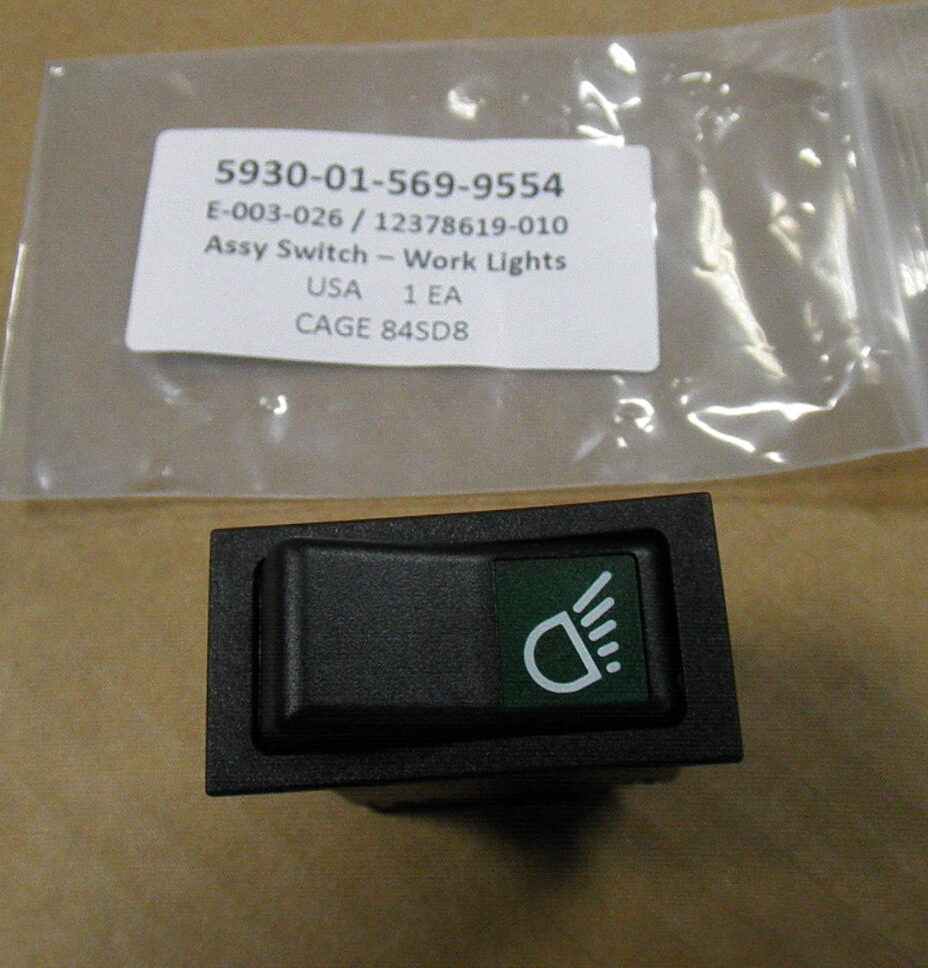 5930-01-569-9554
E-003-026 / 12378619-010
Assy Switch – Work Lights
USA 1 EA
CAGE 84SD8